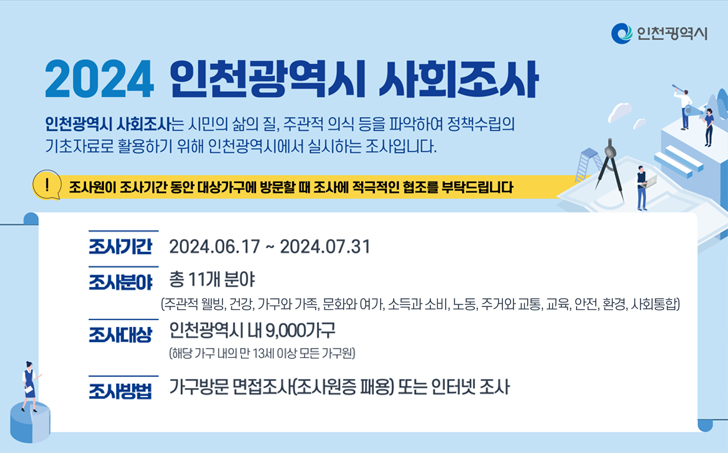 인천광역시
2024 인천광역시 사회조사
인천광역시 사회조사는 시민의 삶의 질, 주관적 의식 등을 파악하여 정책수립의
기초자료로 활용하기 위해 인천광역시에서 실시하는 조사입니다.
! 조사원이 조사기간 동안 대상가구에 방문할 때 조사에 적극적인 협조를 부탁드립니다
조사기간 2024.06.17 ~ 2024.07.31
조사분야 총 11개 분야
(주관적 웰빙, 건강, 가구와 가족, 문화와 여가, 소득과 소비, 노동, 주거와 교통, 교육, 안전, 환경, 사회통합)
조사대상 인천광역시 내 9,000가구
(해당 가구 내의 만 13세 이상 모든 가구원)
조사방법 가구방문 면접조사(조사원증 패용) 또는 인터넷 조사